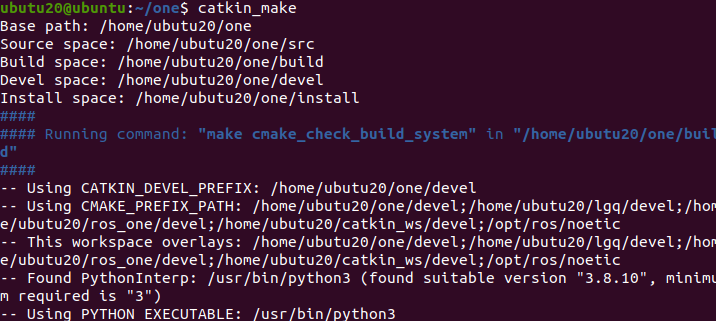 ubutu20@ubuntu:~/one$ catkin_make
Base path: /home/ubutu20/one
Source space: /home/ubutu20/one/src
Build space: /home/ubutu20/one/build
Devel space: /home/ubutu20/one/devel
Install space: /home/ubutu20/one/install
####
#### Running command: "make cmake_check_build_system" in "/home/ubutu20/one/buil
d"
####
-- Using CATKIN_DEVEL_PREFIX: /home/ubutu20/one/devel
-- Using CMAKE_PREFIX_PATH: /home/ubutu20/one/devel;/home/ubutu20/lgq/devel;/hom
e/ubutu20/ros_one/devel;/home/ubutu20/catkin_ws/devel;/opt/ros/noetic
-- This workspace overlays: /home/ubutu20/one/devel;/home/ubutu20/lgq/devel;/hom
e/ubutu20/ros_one/devel;/home/ubutu20/catkin_ws/devel;/opt/ros/noetic
-- Found PythonInterp: /usr/bin/python3 (found suitable version "3.8.10", minimu
m required is "3")
-- Using PYTHON_EXECUTABLE: /usr/bin/python3